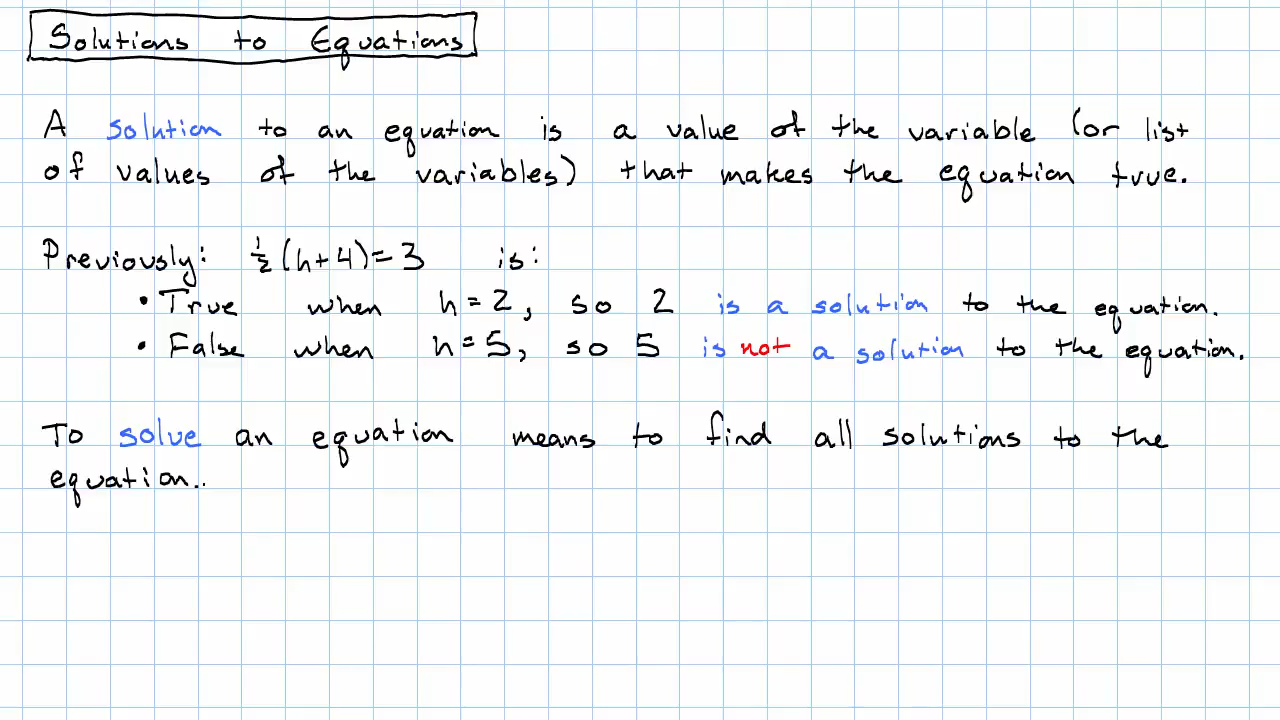 Solutions to Equations
A solution to an equation is a value of the variable (or list
of values of the variables) that makes the equation true.
Previously: ½(h+4)=3 is:
• True when h=2, so 2 is a solution to the equation.
• False when h=5, so 5 is not a solution to the equation.
To solve an equation means to find all solutions to the
equation..